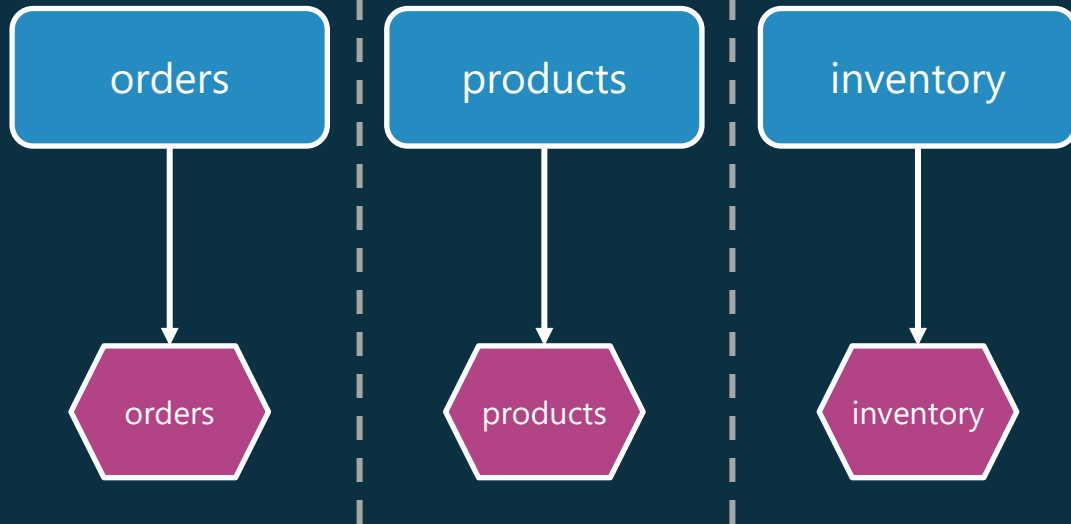 orders
products
inventory
orders
products
inventory